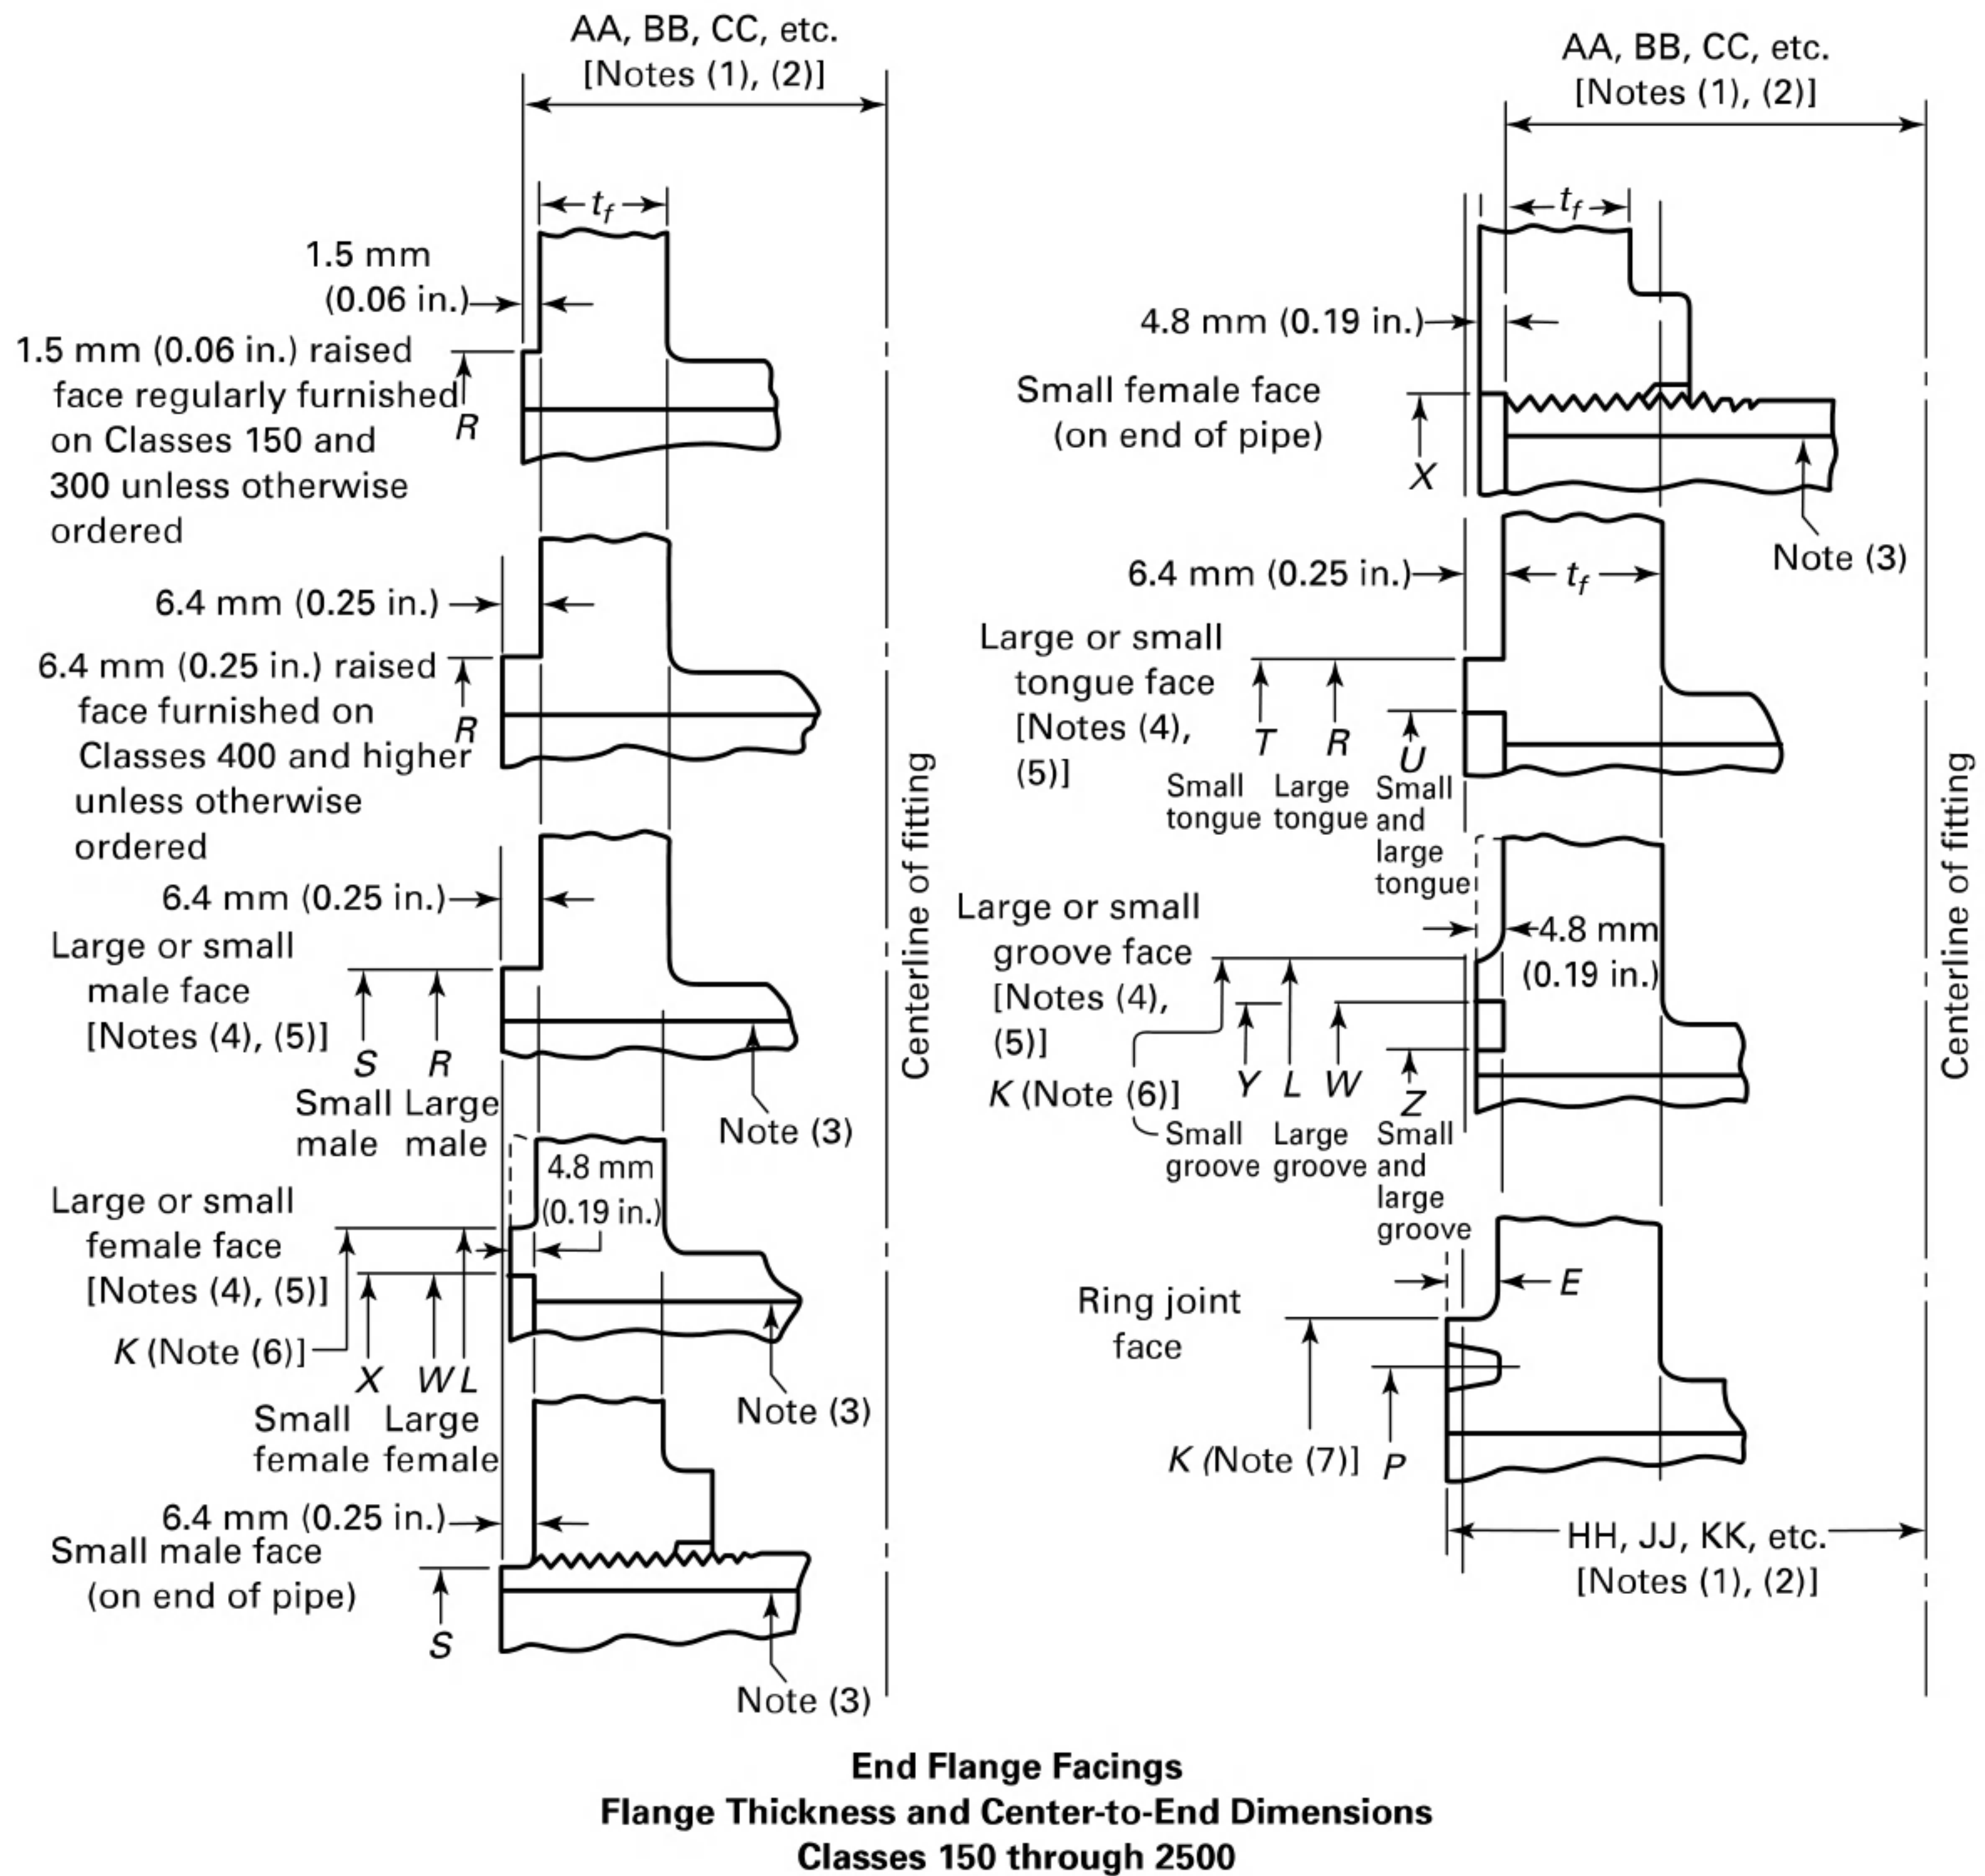 AA, BB, CC, etc.
[Notes (1), (2)]
tf
1.5 mm
(0.06 in.)
1.5 mm (0.06 in.) raised
face regularly furnished
on Classes 150 and
300 unless otherwise
ordered
R
6.4 mm (0.25 in.)
6.4 mm (0.25 in.) raised
face furnished on
Classes 400 and higher
unless otherwise
ordered
R
6.4 mm (0.25 in.)
Large or small
male face
[Notes (4), (5)]
S R
Small Large
male male
Note (3)
4.8 mm
(0.19 in.)
Large or small
female face
[Notes (4), (5)]
K (Note (6)]
X W L
Small Large
female female
Note (3)
6.4 mm (0.25 in.)
Small male face
(on end of pipe)
S
Note (3)
Centerline of fitting
AA, BB, CC, etc.
[Notes (1), (2)]
tf
4.8 mm (0.19 in.)
Small female face
(on end of pipe)
X
Note (3)
6.4 mm (0.25 in.)
tf
Large or small
tongue face
[Notes (4),
(5)]
T R U
Small Large Small
tongue tongue and
large
tongue
4.8 mm
(0.19 in.)
Large or small
groove face
[Notes (4),
(5)]
K (Note (6)]
Y L W Z
Small Large Small
groove groove and
large
groove
E
Ring joint
face
K (Note (7)] P
HH, JJ, KK, etc.
[Notes (1), (2)]
Centerline of fitting
End Flange Facings
Flange Thickness and Center-to-End Dimensions
Classes 150 through 2500